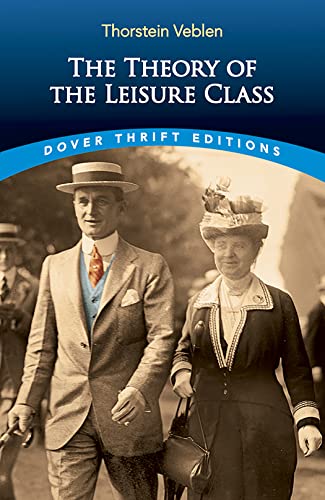 Thorstein Veblen
THE THEORY OF
THE LEISURE CLASS
DOVER THRIFT EDITIONS